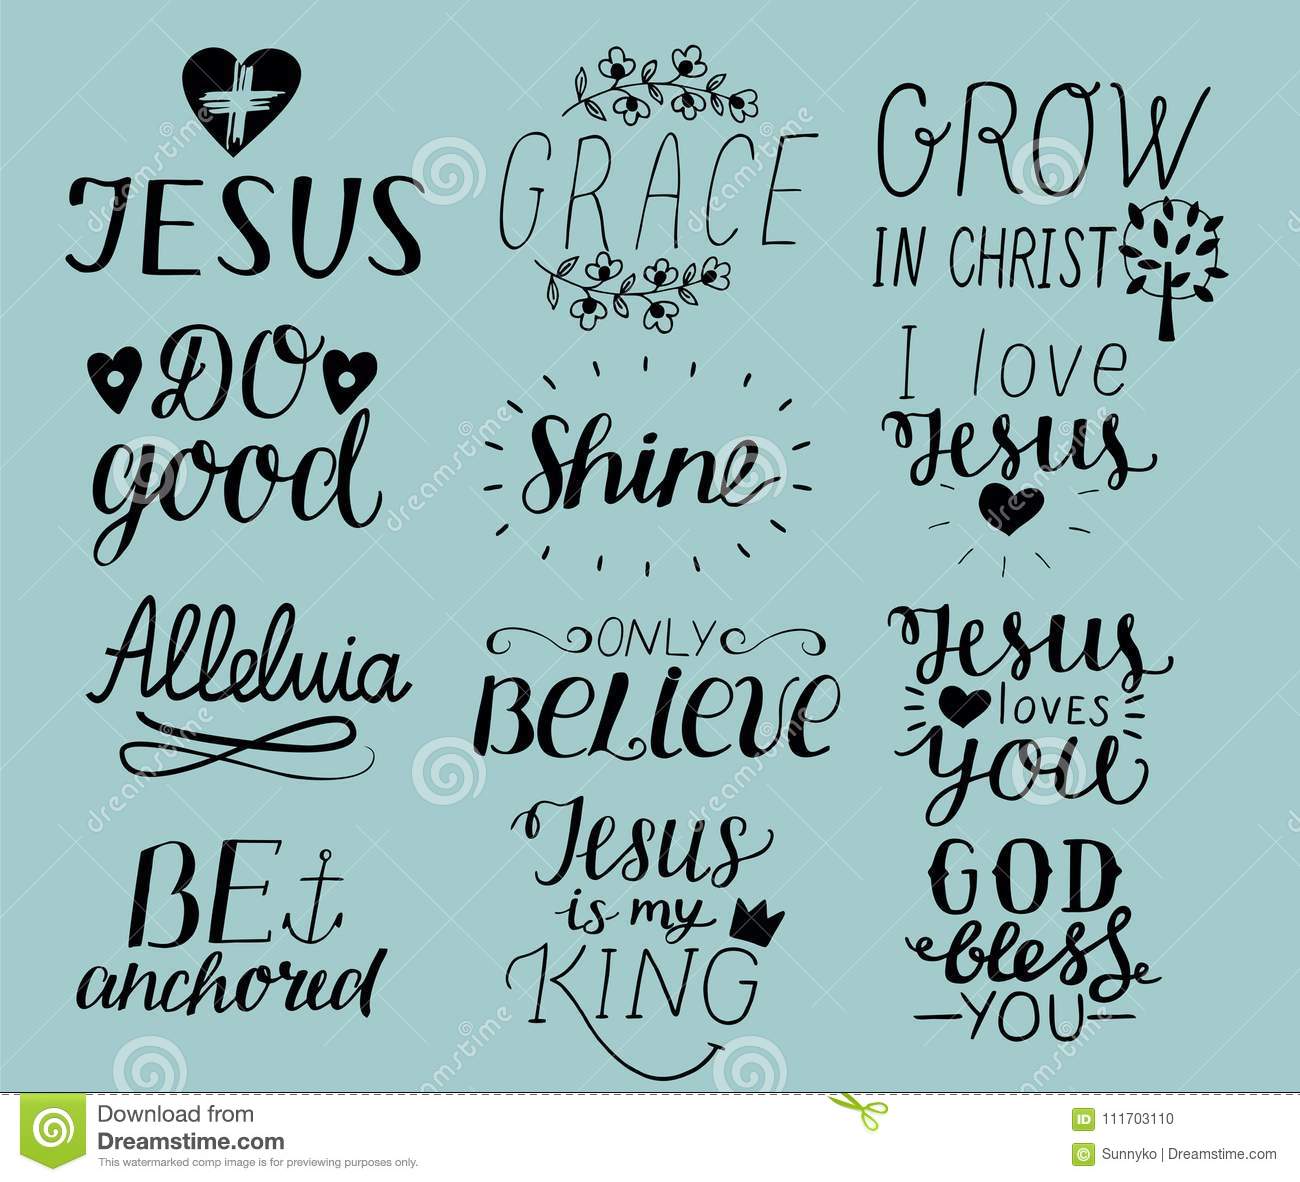 JESUS
GRACE
GROW
IN CHRIST
DO
good
Shine
I love
Jesus
Alleluia
ONLY
BELIEVE
Jesus
LOVES
you
BE
anchored
Jesus
is my
KING
GOD
bless
YOU
dreamstime
Download from
Dreamstime.com
This watermarked comp image is for previewing purposes only.
ID 111703110
© Sunnyko | Dreamstime.com